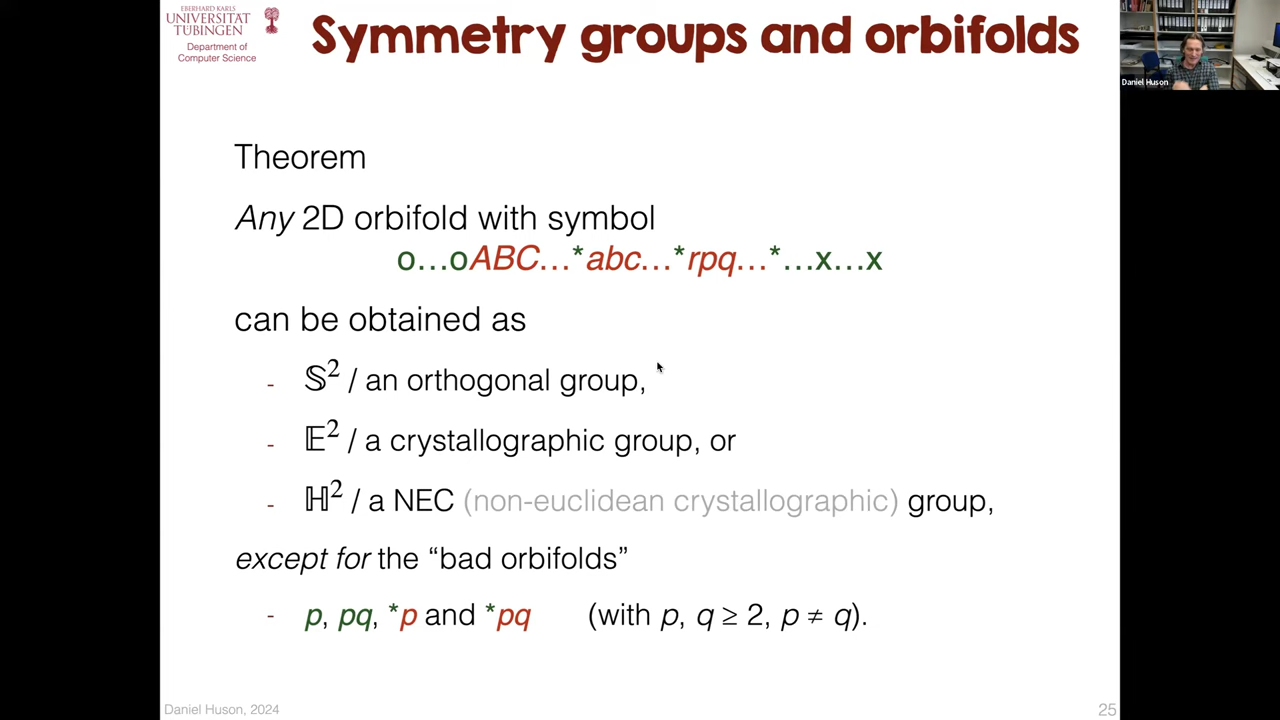 EBERHARD KARLS
UNIVERSITAT
TÜBINGEN
Department of
Computer Science
Symmetry groups and orbifolds
Daniel Huson
Theorem
Any 2D orbifold with symbol
o…oABC…*abc…*rpq…*…x…x
can be obtained as
- 𝕊² / an orthogonal group,
- 𝔼² / a crystallographic group, or
- ℍ² / a NEC (non-euclidean crystallographic) group,
except for the “bad orbifolds”
- p, pq, *p and *pq (with p, q ≥ 2, p ≠ q).
Daniel Huson, 2024
25